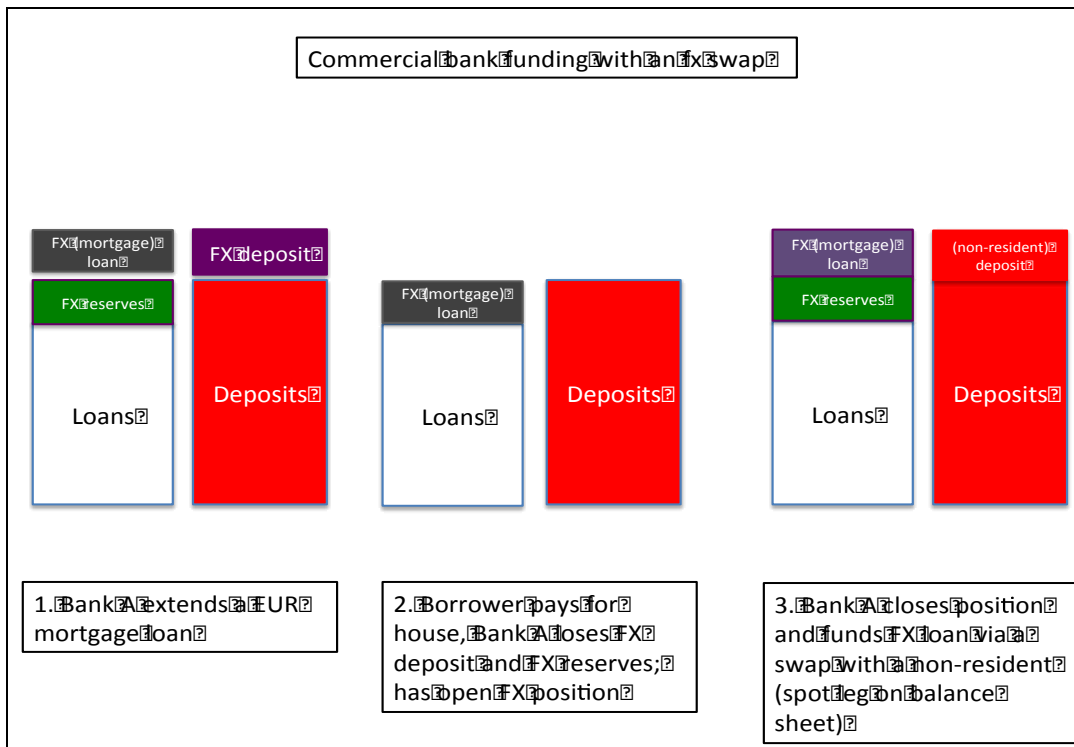 Commercial bank funding with an fx swap
FX (mortgage)
loan
FX deposit
FX (mortgage)
loan
(non-resident)
deposit
FX reserves
FX (mortgage)
loan
FX reserves
Loans
Deposits
Loans
Deposits
Loans
Deposits
1. Bank A extends a EUR
mortgage loan
2. Borrower pays for
house, Bank A loses FX
deposit and FX reserves;
has open FX position
3. Bank A closes position
and funds FX loan via a
swap with a non-resident
(spot leg on balance
sheet)